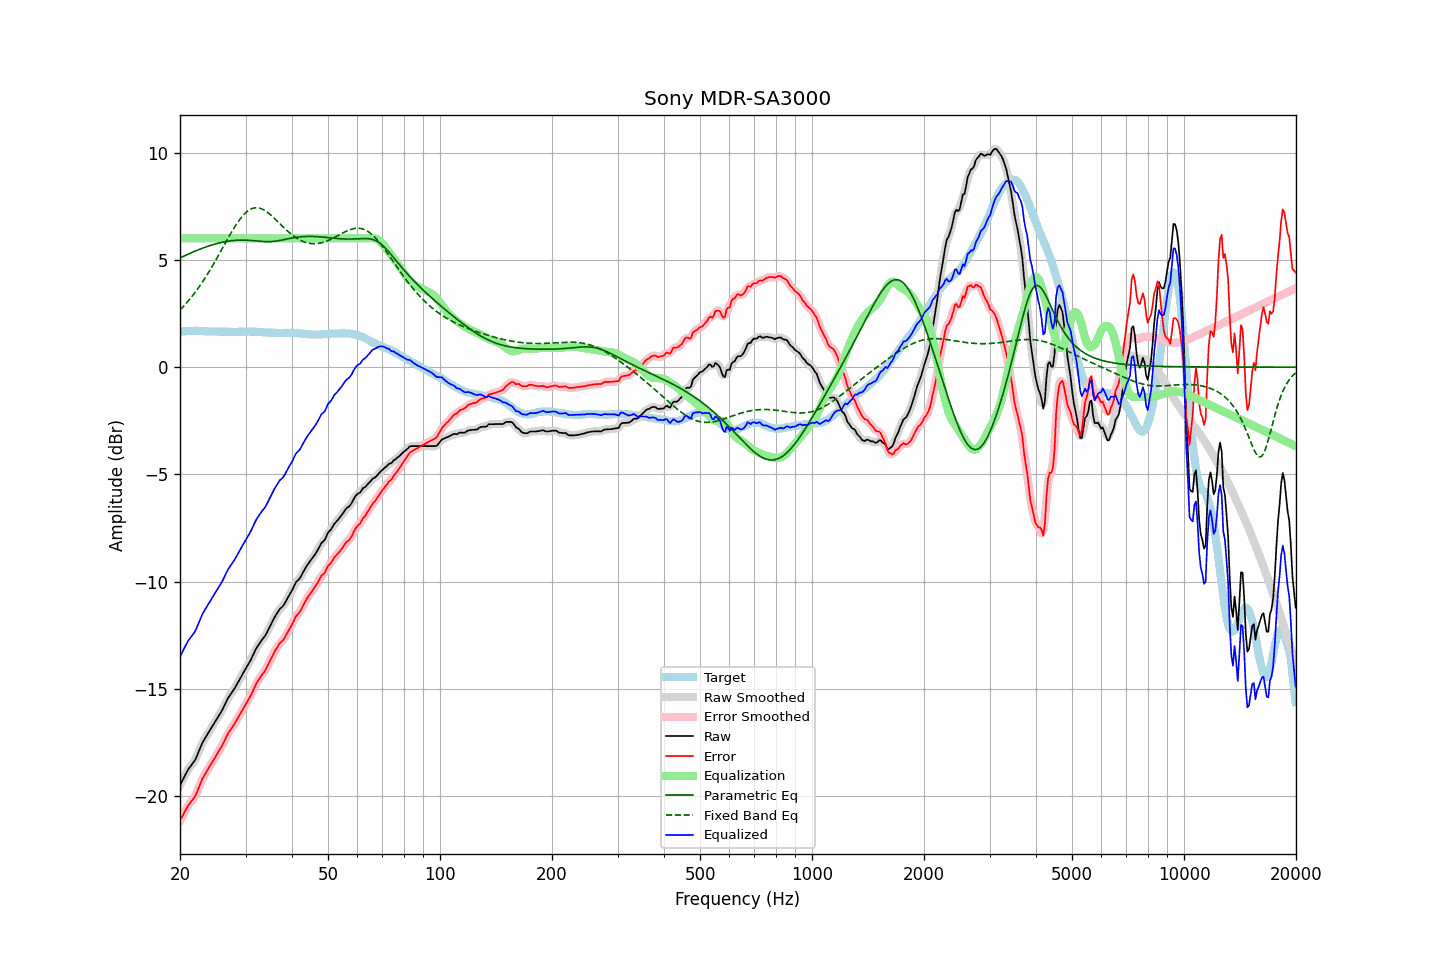 Sony MDR-SA3000
Amplitude (dBr)
10
5
0
−5
−10
−15
−20
Target
Raw Smoothed
Error Smoothed
Raw
Error
Equalization
Parametric Eq
Fixed Band Eq
Equalized
20 50 100 200 500 1000 2000 5000 10000 20000
Frequency (Hz)